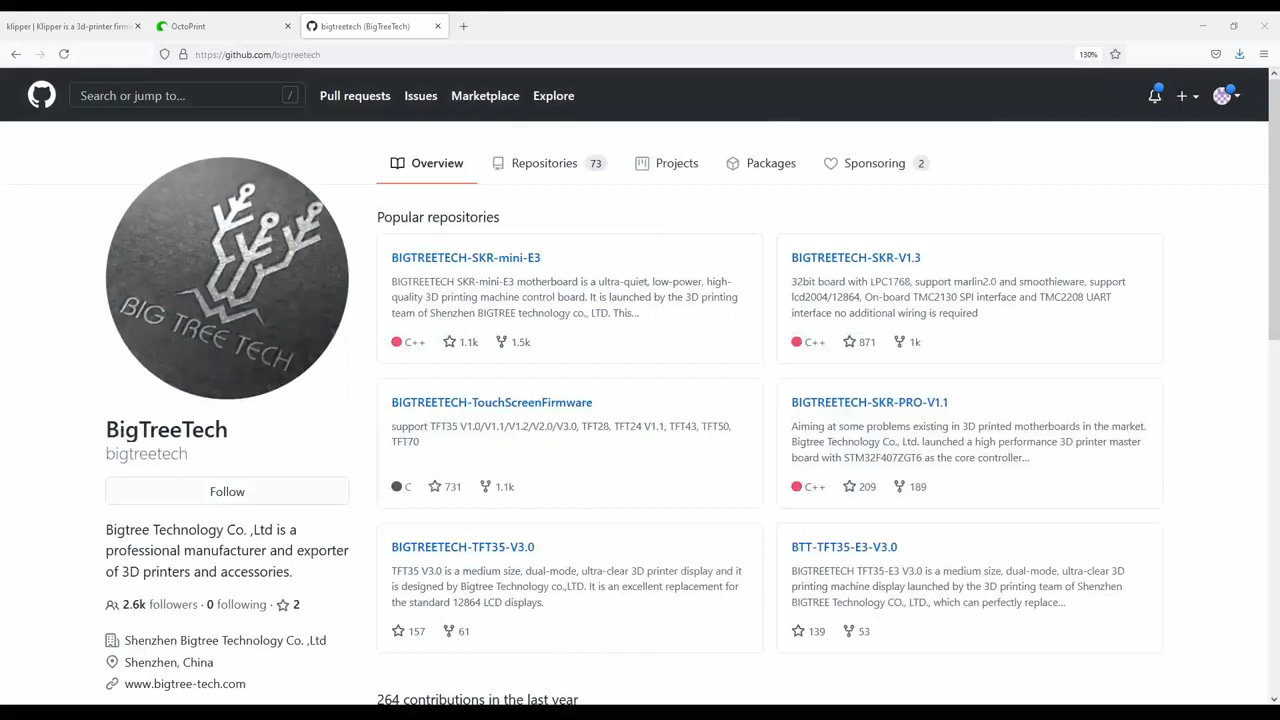 klipper | Klipper is a 3d-printer firm
OctoPrint
bigtreetech (BigTreeTech)
https://github.com/bigtreetech
130%
Search or jump to...
/
Pull requests
Issues
Marketplace
Explore
Overview
Repositories 73
Projects
Packages
Sponsoring 2
BIG TREE TECH
BigTreeTech
bigtreetech
Follow
Bigtree Technology Co. ,Ltd is a
professional manufacturer and exporter
of 3D printers and accessories.
2.6k followers · 0 following · 2
Shenzhen Bigtree Technology Co. ,Ltd
Shenzhen, China
www.bigtree-tech.com
Popular repositories
BIGTREETECH-SKR-mini-E3
BIGTREETECH SKR-mini-E3 motherboard is a ultra-quiet, low-power, high-
quality 3D printing machine control board. It is launched by the 3D printing
team of Shenzhen BIGTREE technology co., LTD. This...
C++ 1.1k 1.5k
BIGTREETECH-SKR-V1.3
32bit board with LPC1768, support marlin2.0 and smoothieware, support
lcd2004/12864, On-board TMC2130 SPI interface and TMC2208 UART
interface no additional wiring is required
C++ 871 1k
BIGTREETECH-TouchScreenFirmware
support TFT35 V1.0/V1.1/V1.2/V2.0/V3.0, TFT28, TFT24 V1.1, TFT43, TFT50,
TFT70
C 731 1.1k
BIGTREETECH-SKR-PRO-V1.1
Aiming at some problems existing in 3D printed motherboards in the market.
Bigtree Technology Co., Ltd. launched a high performance 3D printer master
board with STM32F407ZGT6 as the core controller...
C++ 209 189
BIGTREETECH-TFT35-V3.0
TFT35 V3.0 is a medium size, dual-mode, ultra-clear 3D printer display and it
is designed by Bigtree Technology co.,LTD. It is an excellent replacement for
the standard 12864 LCD displays.
157 61
BTT-TFT35-E3-V3.0
BIGTREETECH TFT35-E3 V3.0 is a medium size, dual-mode, ultra-clear 3D
printing machine display launched by the 3D printing team of Shenzhen
BIGTREE TECHNOLOGY CO., LTD., which can perfectly replace...
139 53
264 contributions in the last year